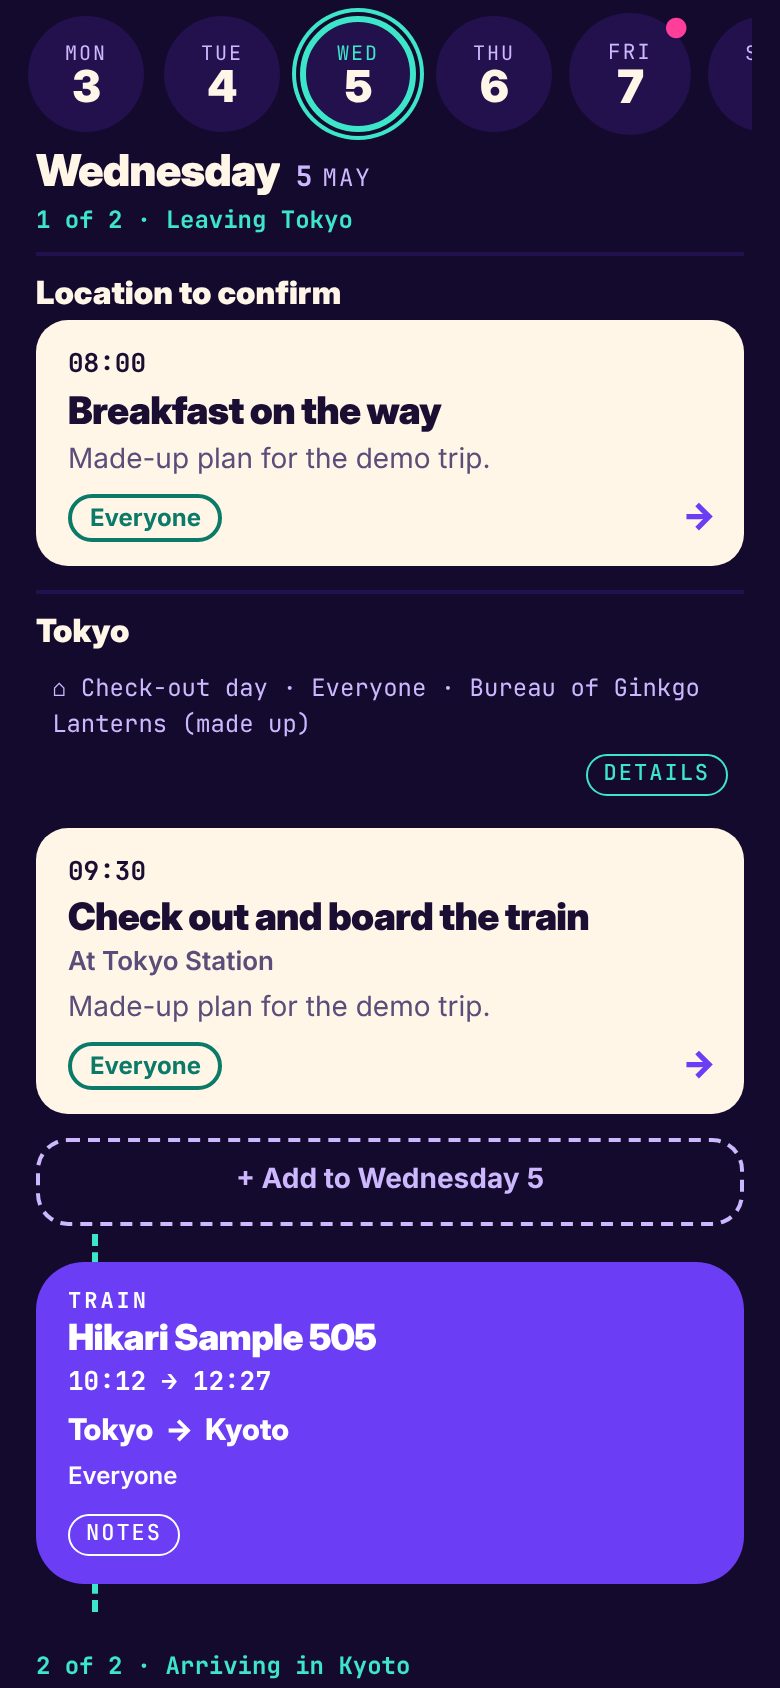 MON
3
TUE
4
WED
5
THU
6
FRI
7
S
Wednesday 5 MAY
1 of 2 · Leaving Tokyo
Location to confirm
08:00
Breakfast on the way
Made-up plan for the demo trip.
Everyone →
Tokyo
⌂ Check-out day · Everyone · Bureau of Ginkgo
Lanterns (made up)
DETAILS
09:30
Check out and board the train
At Tokyo Station
Made-up plan for the demo trip.
Everyone →
+ Add to Wednesday 5
TRAIN
Hikari Sample 505
10:12 → 12:27
Tokyo → Kyoto
Everyone
NOTES
2 of 2 · Arriving in Kyoto